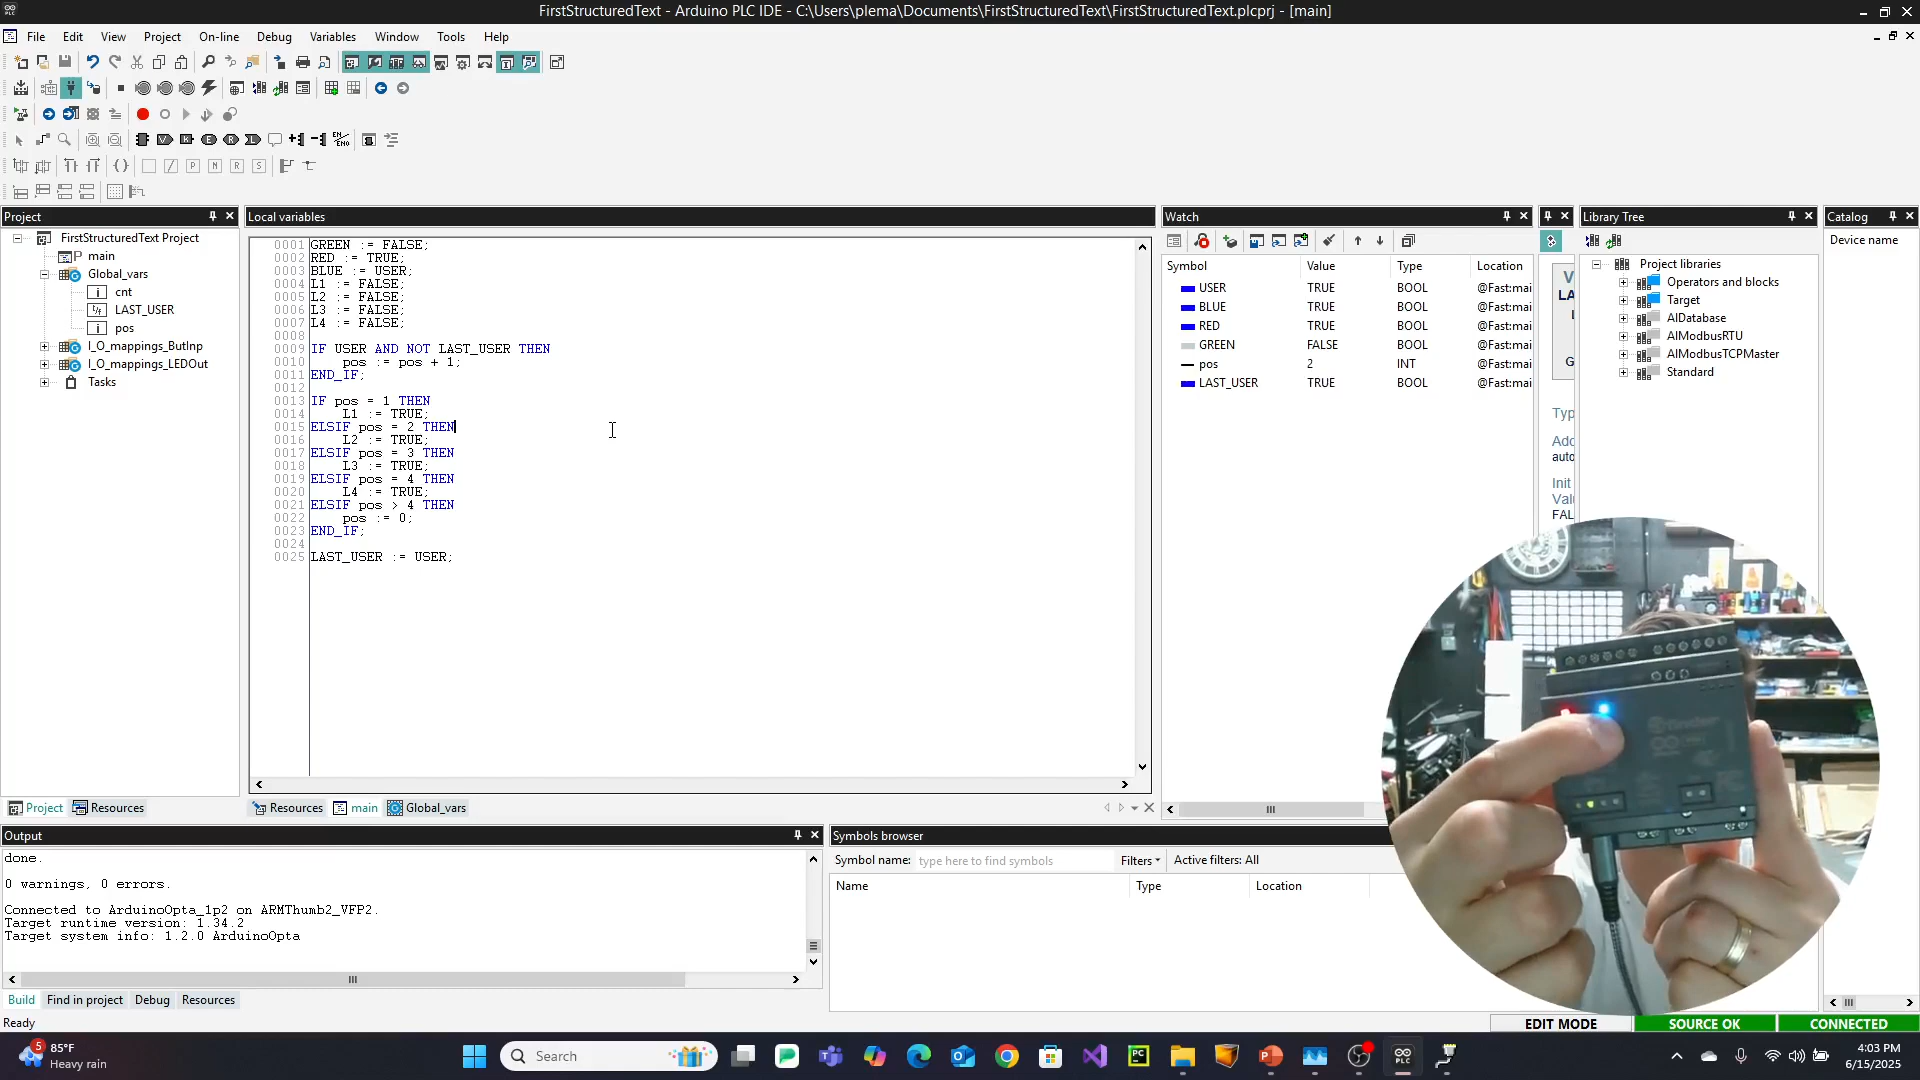 FirstStructuredText - Arduino PLC IDE - C:\Users\plema\Documents\FirstStructuredText\FirstStructuredText.plcprj - [main]
File Edit View Project On-line Debug Variables Window Tools Help
Project
FirstStructuredText Project
main
Global_vars
cnt
LAST_USER
pos
I_O_mappings_ButInp
I_O_mappings_LEDOut
Tasks
Project Resources
Local variables
0001 GREEN := FALSE;
0002 RED := TRUE;
0003 BLUE := USER;
0004 L1 := FALSE;
0005 L2 := FALSE;
0006 L3 := FALSE;
0007 L4 := FALSE;
0008
0009 IF USER AND NOT LAST_USER THEN
0010 pos := pos + 1;
0011 END_IF;
0012
0013 IF pos = 1 THEN
0014 L1 := TRUE;
0015 ELSIF pos = 2 THEN
0016 L2 := TRUE;
0017 ELSIF pos = 3 THEN
0018 L3 := TRUE;
0019 ELSIF pos = 4 THEN
0020 L4 := TRUE;
0021 ELSIF pos > 4 THEN
0022 pos := 0;
0023 END_IF;
0024
0025 LAST_USER := USER;
Resources main Global_vars
Watch
Symbol Value Type Location
USER TRUE BOOL @Fast:mai
BLUE TRUE BOOL @Fast:mai
RED TRUE BOOL @Fast:mai
GREEN FALSE BOOL @Fast:mai
pos 2 INT @Fast:mai
LAST_USER TRUE BOOL @Fast:mai
V
LA
G
Typ
Add
auto
Init
Valu
FAL
Library Tree
Project libraries
Operators and blocks
Target
AlDatabase
AlModbusRTU
AlModbusTCPMaster
Standard
Catalog
Device name
Output
done.
0 warnings, 0 errors.
Connected to ArduinoOpta_1p2 on ARMThumb2_VFP2.
Target runtime version: 1.34.2
Target system info: 1.2.0 ArduinoOpta
Build Find in project Debug Resources
Symbols browser
Symbol name: type here to find symbols Filters Active filters: All
Name Type Location
Ready
EDIT MODE SOURCE OK CONNECTED
5
85°F
Heavy rain
Search
4:03 PM
6/15/2025